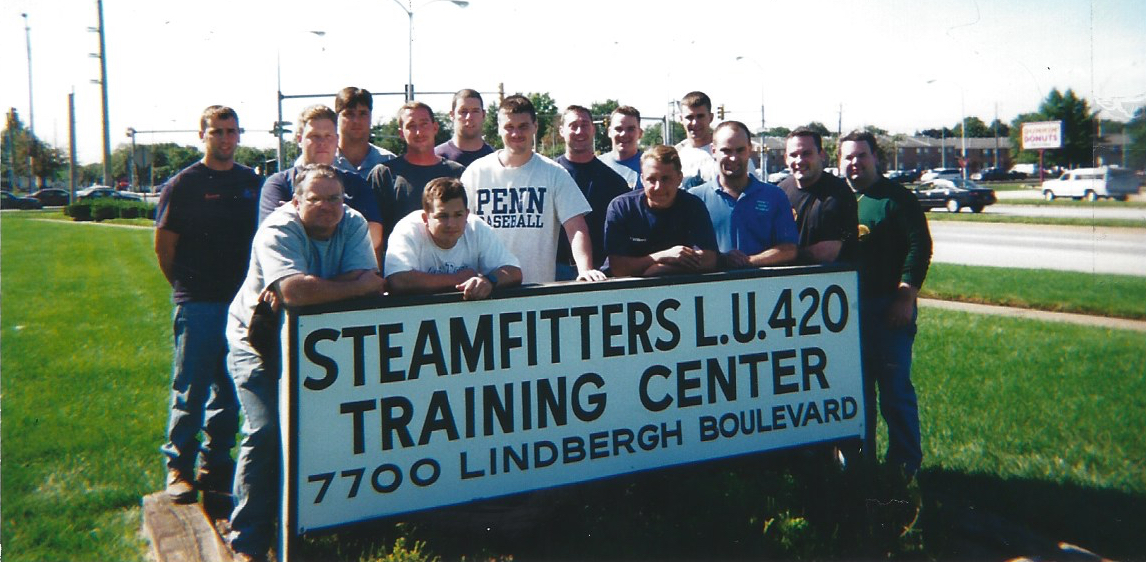 DUNKIN'
DONUTS
PENN
BASEBALL
STEAMFITTERS L.U. 420
TRAINING CENTER
7700 LINDBERGH BOULEVARD